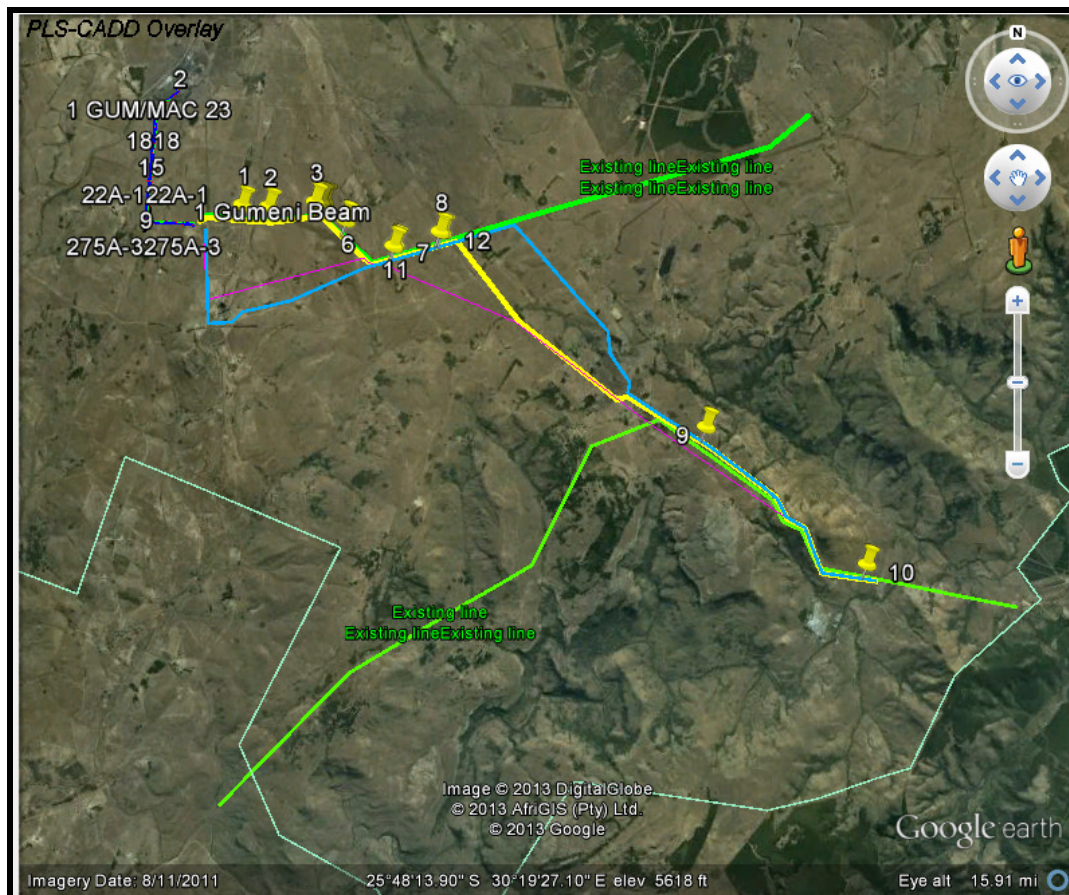 PLS-CADD Overlay
N
2
1 GUM/MAC 23
1818
15
22A-122A-1
1 2 3
1 Gumeni Beam
9
275A-3275A-3
Existing lineExisting line
Existing lineExisting line
8
6 7 12
11
9
10
Existing line
Existing lineExisting line
Image © 2013 DigitalGlobe
© 2013 AfriGIS (Pty) Ltd.
© 2013 Google
Google earth
Imagery Date: 8/11/2011 25°48'13.90" S 30°19'27.10" E elev 5618 ft Eye alt 15.91 mi